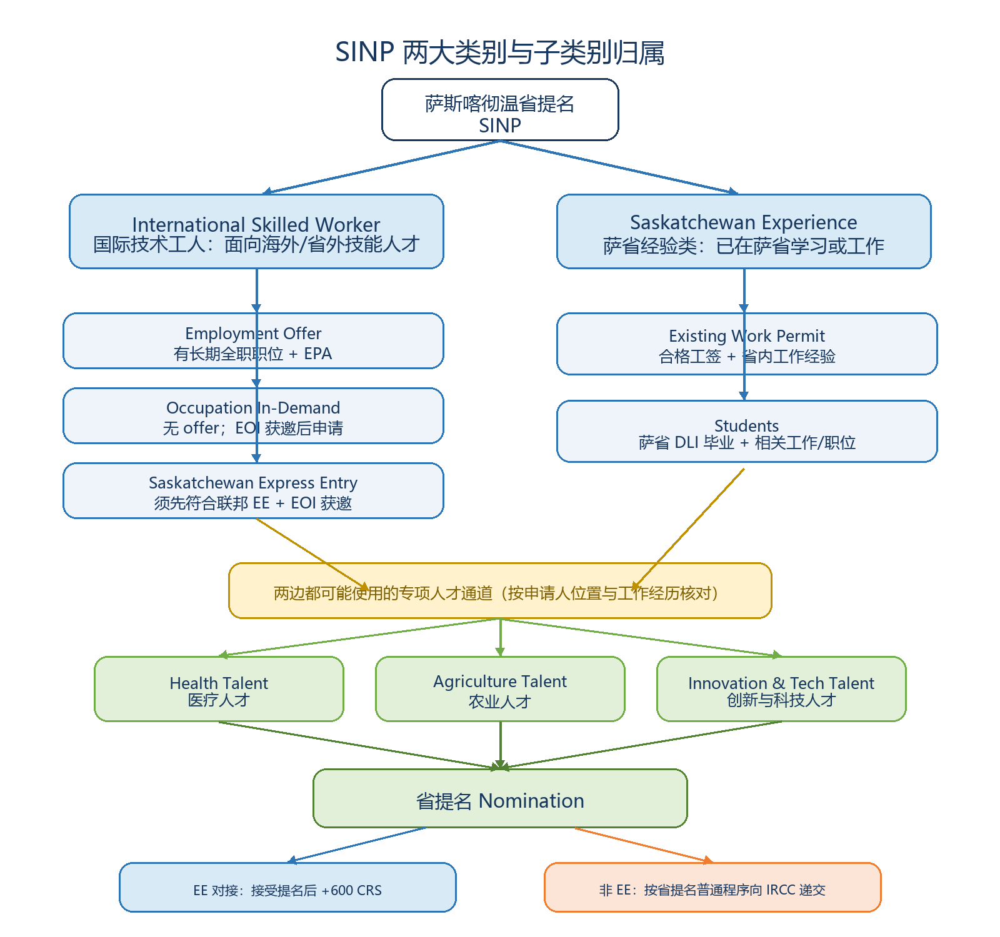 SINP 两大类别与子类别归属
萨斯喀彻温省提名
SINP
International Skilled Worker
国际技术工人：面向海外/省外技能人才
Saskatchewan Experience
萨省经验类：已在萨省学习或工作
Employment Offer
有长期全职职位 + EPA
Existing Work Permit
合格工签 + 省内工作经验
Occupation In-Demand
无 offer；EOI 获邀后申请
Students
萨省 DLI 毕业 + 相关工作/职位
Saskatchewan Express Entry
须先符合联邦 EE + EOI 获邀
两边都可能使用的专项人才通道（按申请人位置与工作经历核对）
Health Talent
医疗人才
Agriculture Talent
农业人才
Innovation & Tech Talent
创新与科技人才
省提名 Nomination
EE 对接：接受提名后 +600 CRS
非 EE：按省提名普通程序向 IRCC 递交